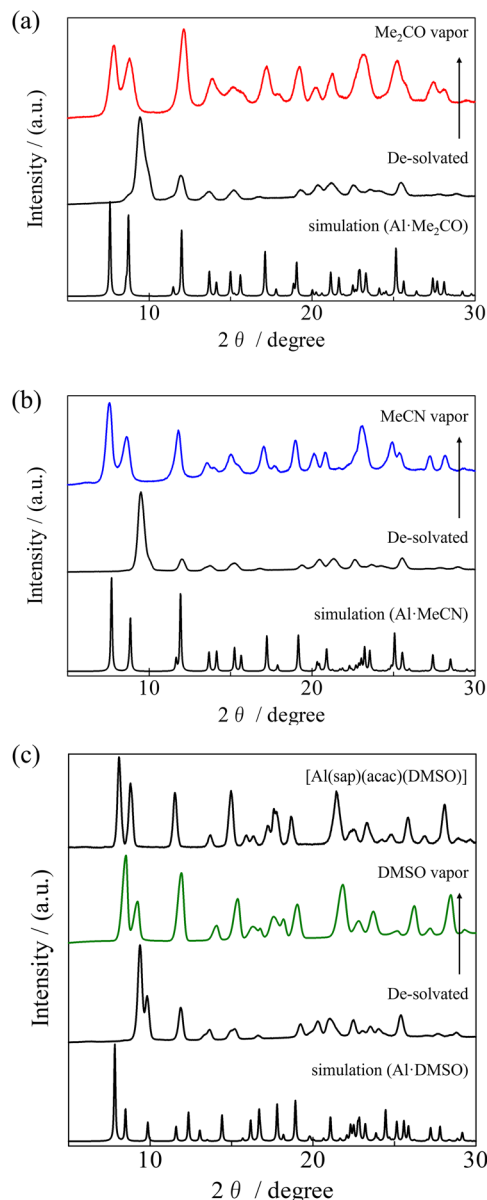 (a)
Me₂CO vapor
De-solvated
simulation (Al·Me₂CO)
Intensity / (a.u.)
10 20 30
2 θ / degree
(b)
MeCN vapor
De-solvated
simulation (Al·MeCN)
Intensity / (a.u.)
10 20 30
2 θ / degree
(c)
[Al(sap)(acac)(DMSO)]
DMSO vapor
De-solvated
simulation (Al·DMSO)
Intensity / (a.u.)
10 20 30
2 θ / degree